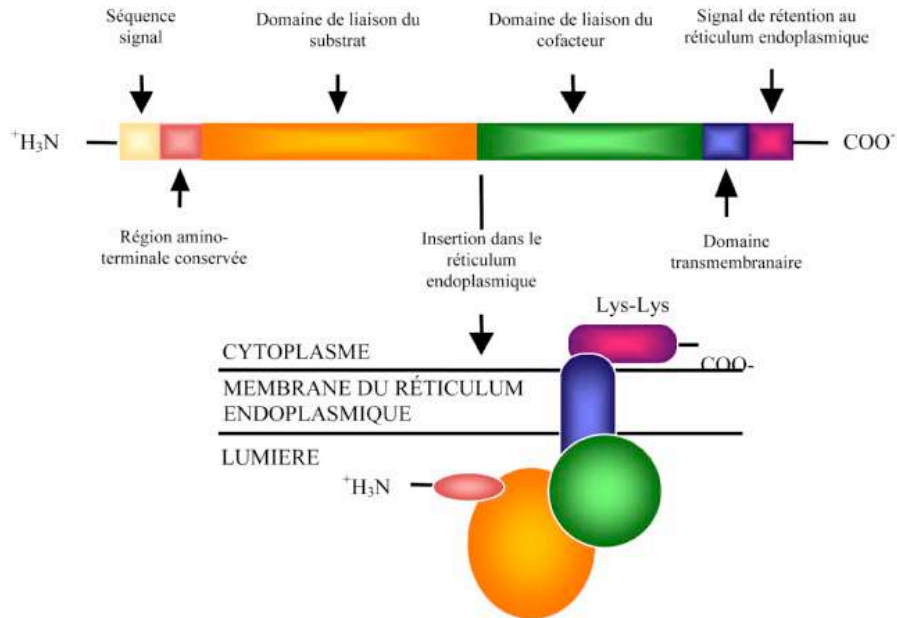 Séquence
signal
Domaine de liaison du
substrat
Domaine de liaison du
cofacteur
Signal de rétention au
réticulum endoplasmique
⁺H₃N
COO⁻
Région amino-
terminale conservée
Insertion dans le
réticulum
endoplasmique
Domaine
transmembranaire
Lys-Lys
CYTOPLASME
COO-
MEMBRANE DU RÉTICULUM
ENDOPLASMIQUE
LUMIERE
⁺H₃N